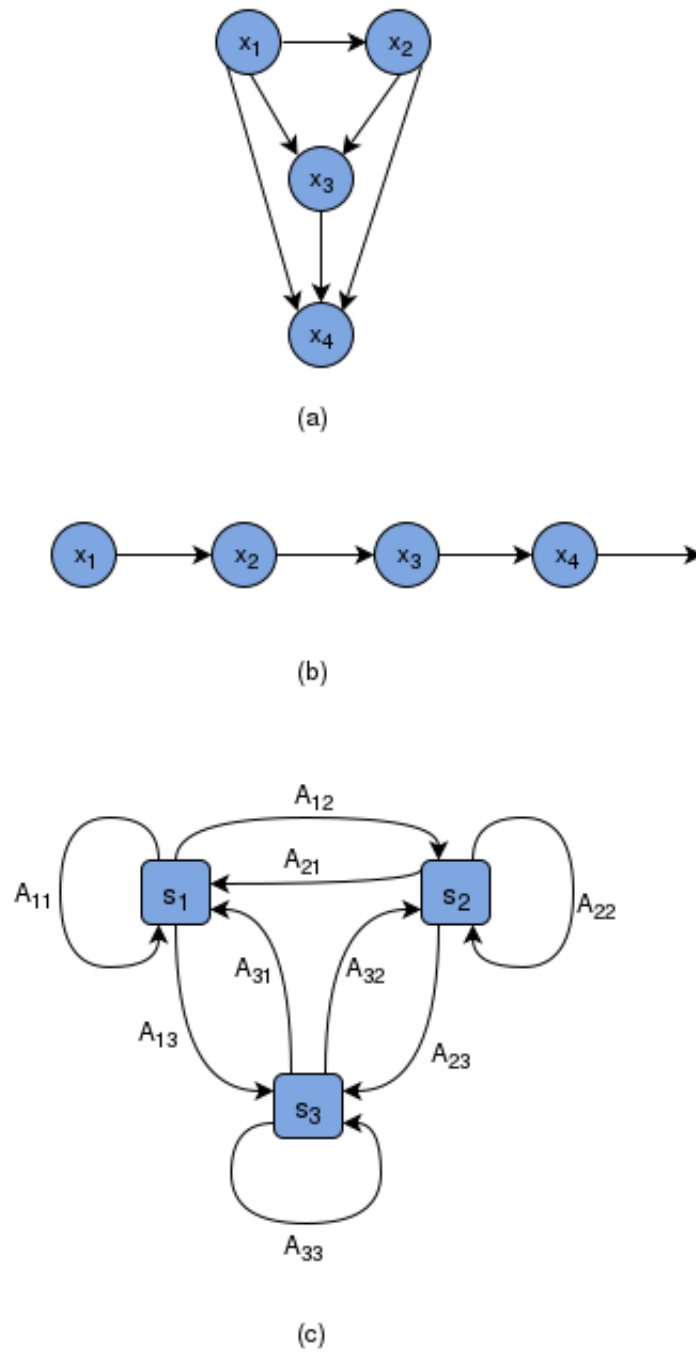 x₁ x₂
x₃
x₄
(a)
x₁ x₂ x₃ x₄
(b)
A₁₂
A₂₁
A₁₁ s₁ s₂ A₂₂
A₃₁ A₃₂
A₁₃ A₂₃
s₃
A₃₃
(c)